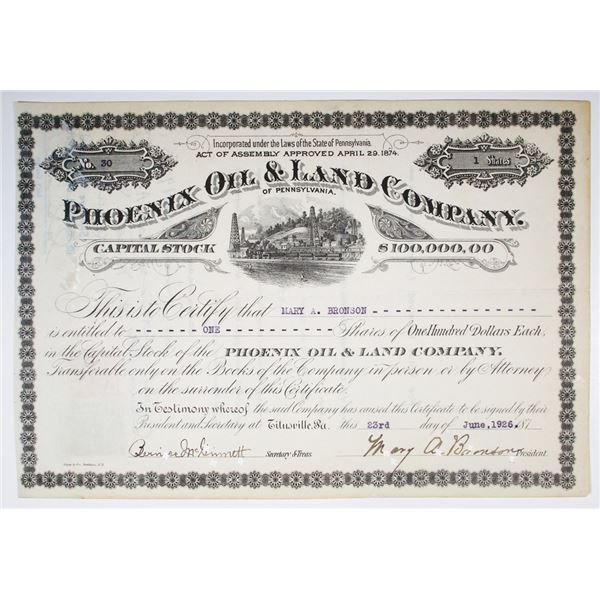 Incorporated under the Laws of the State of Pennsylvania.
ACT OF ASSEMBLY APPROVED APRIL 29. 1874.
No. 30
1 Shares
PHOENIX OIL & LAND COMPANY.
OF PENNSYLVANIA.
CAPITAL STOCK $100,000,00
This is to Certify that MARY A. BRONSON
is entitled to ONE Shares of One Hundred Dollars Each,
in the Capital Stock of the PHOENIX OIL & LAND COMPANY.
Transferable only on the Books of the Company in person or by Attorney
on the surrender of this Certificate.
In Testimony whereof the said Company has caused this Certificate to be signed by their
President and Secretary at Titusville, Pa. this 23rd day of June, 1926. 187
Secretary & Treas. Mary A. Bronson President.